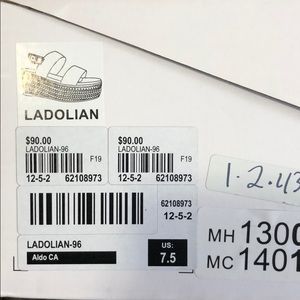 LADOLIAN
$90.00
LADOLIAN-96
F19
12-5-2 62108973
$90.00
LADOLIAN-96
F19
12-5-2 62108973
62108973
12-5-2
LADOLIAN-96
Aldo CA
US:
7.5
1-2-43
MH 1300
MC 1401